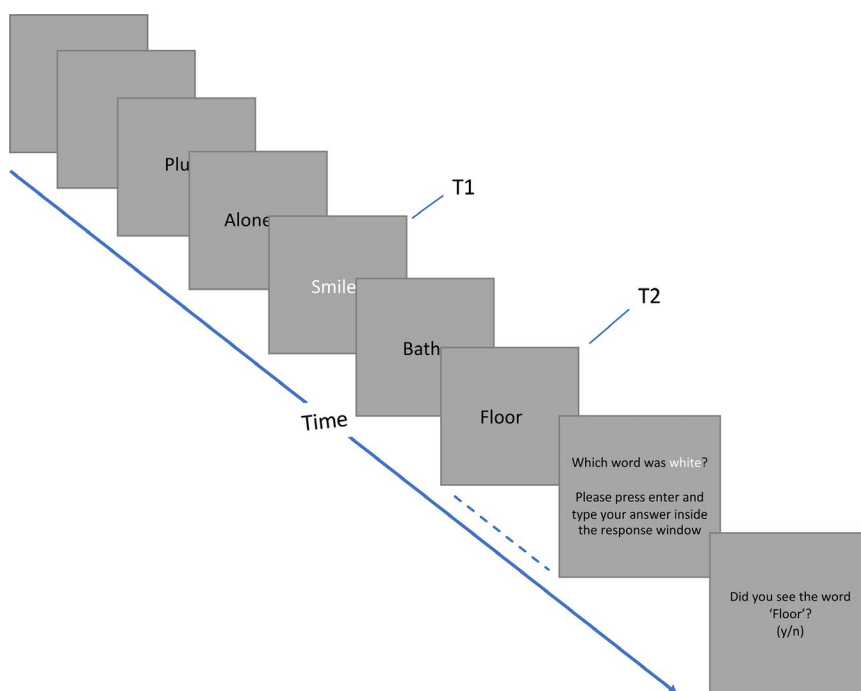 Plu
Alone
T1
Smile
T2
Bath
Floor
Time
Which word was white?
Please press enter and
type your answer inside
the response window
Did you see the word
‘Floor’?
(y/n)